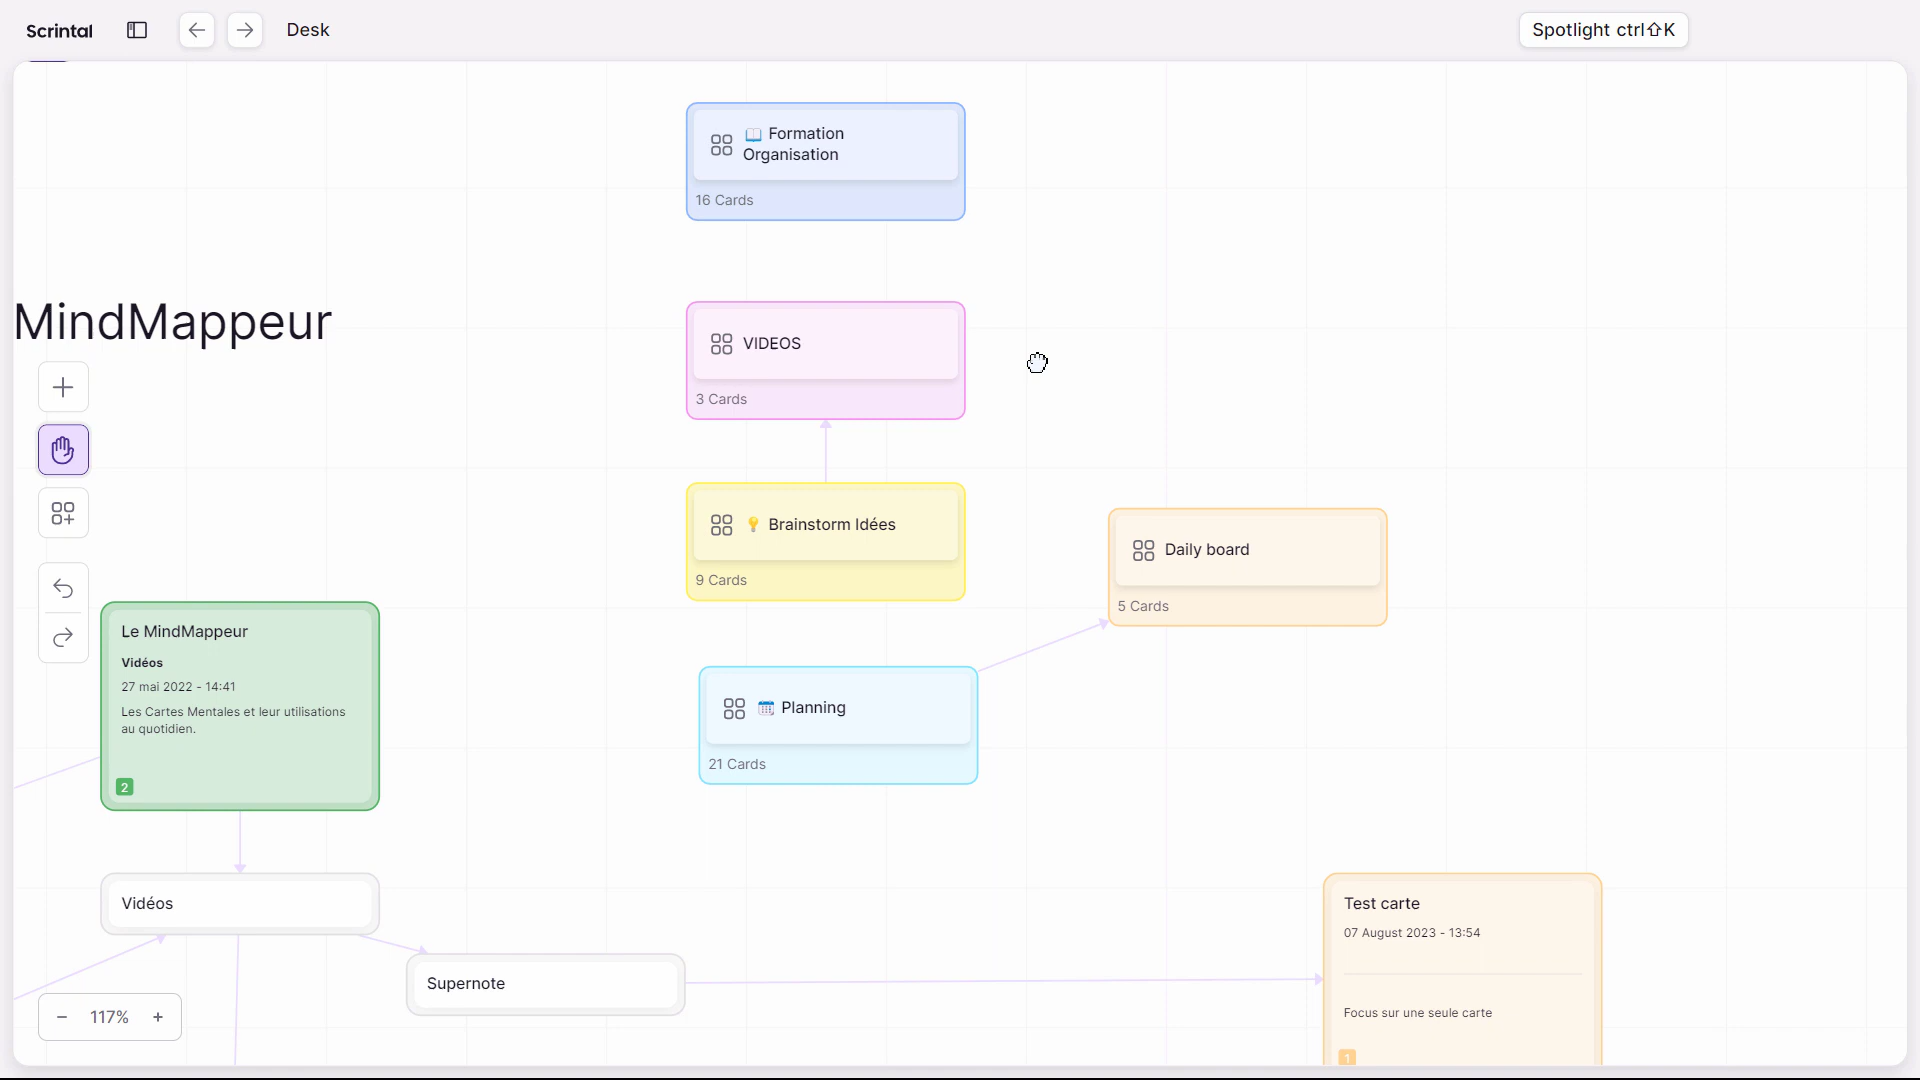 Scrintal
Desk
Spotlight ctrl⇧K
📖 Formation
Organisation
16 Cards
MindMappeur
VIDEOS
3 Cards
💡 Brainstorm Idées
9 Cards
Daily board
5 Cards
Le MindMappeur
Vidéos
27 mai 2022 - 14:41
Les Cartes Mentales et leur utilisations
au quotidien.
2
🗓️ Planning
21 Cards
Vidéos
Supernote
Test carte
07 August 2023 - 13:54
Focus sur une seule carte
1
− 117% +